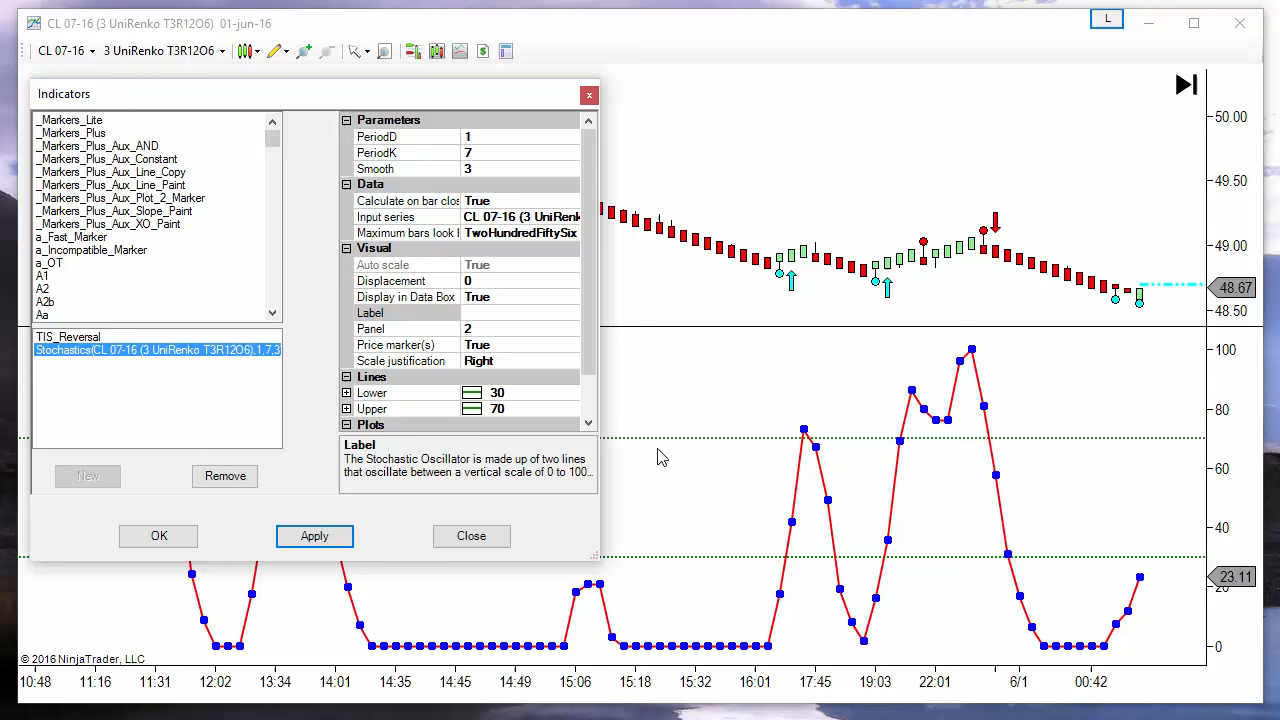 CL 07-16 (3 UniRenko T3R12O6) 01-jun-16
L
CL 07-16 3 UniRenko T3R12O6
$
Indicators
x
_Markers_Lite
_Markers_Plus
_Markers_Plus_Aux_AND
_Markers_Plus_Aux_Constant
_Markers_Plus_Aux_Line_Copy
_Markers_Plus_Aux_Line_Paint
_Markers_Plus_Aux_Plot_2_Marker
_Markers_Plus_Aux_Slope_Paint
_Markers_Plus_Aux_XO_Paint
a_Fast_Marker
a_Incompatible_Marker
a_OT
A1
A2
A2b
Aa
TIS_Reversal
Stochastics(CL 07-16 (3 UniRenko T3R12O6),1,7,3
New
Remove
Parameters
PeriodD 1
PeriodK 7
Smooth 3
Data
Calculate on bar clos True
Input series CL 07-16 (3 UniRenk
Maximum bars look l TwoHundredFiftySix
Visual
Auto scale True
Displacement 0
Display in Data Box True
Label
Panel 2
Price marker(s) True
Scale justification Right
Lines
Lower 30
Upper 70
Plots
Label
The Stochastic Oscillator is made up of two lines
that oscillate between a vertical scale of 0 to 100...
OK Apply Close
50.00
49.50
49.00
48.67
48.50
100
80
60
40
23.11
20
0
© 2016 NinjaTrader, LLC
10:48 11:16 11:31 12:02 13:34 14:01 14:35 14:45 14:49 15:06 15:18 15:32 16:01 17:45 19:03 22:01 6/1 00:42